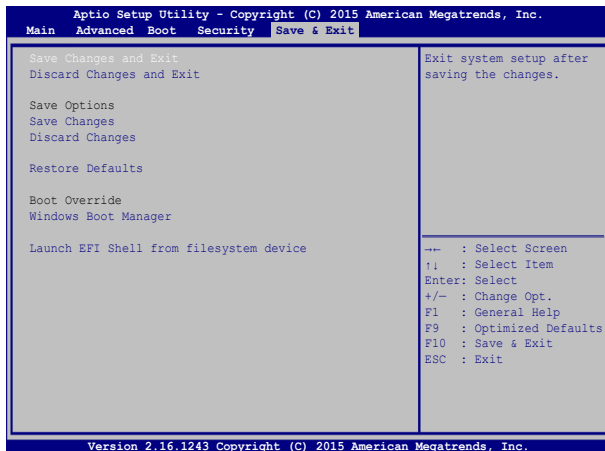 Aptio Setup Utility - Copyright (C) 2015 American Megatrends, Inc.
Main Advanced Boot Security Save & Exit
Save Changes and Exit
Discard Changes and Exit
Save Options
Save Changes
Discard Changes
Restore Defaults
Boot Override
Windows Boot Manager
Launch EFI Shell from filesystem device
Exit system setup after
saving the changes.
→← : Select Screen
↑↓ : Select Item
Enter: Select
+/— : Change Opt.
F1 : General Help
F9 : Optimized Defaults
F10 : Save & Exit
ESC : Exit
Version 2.16.1243 Copyright (C) 2015 American Megatrends, Inc.